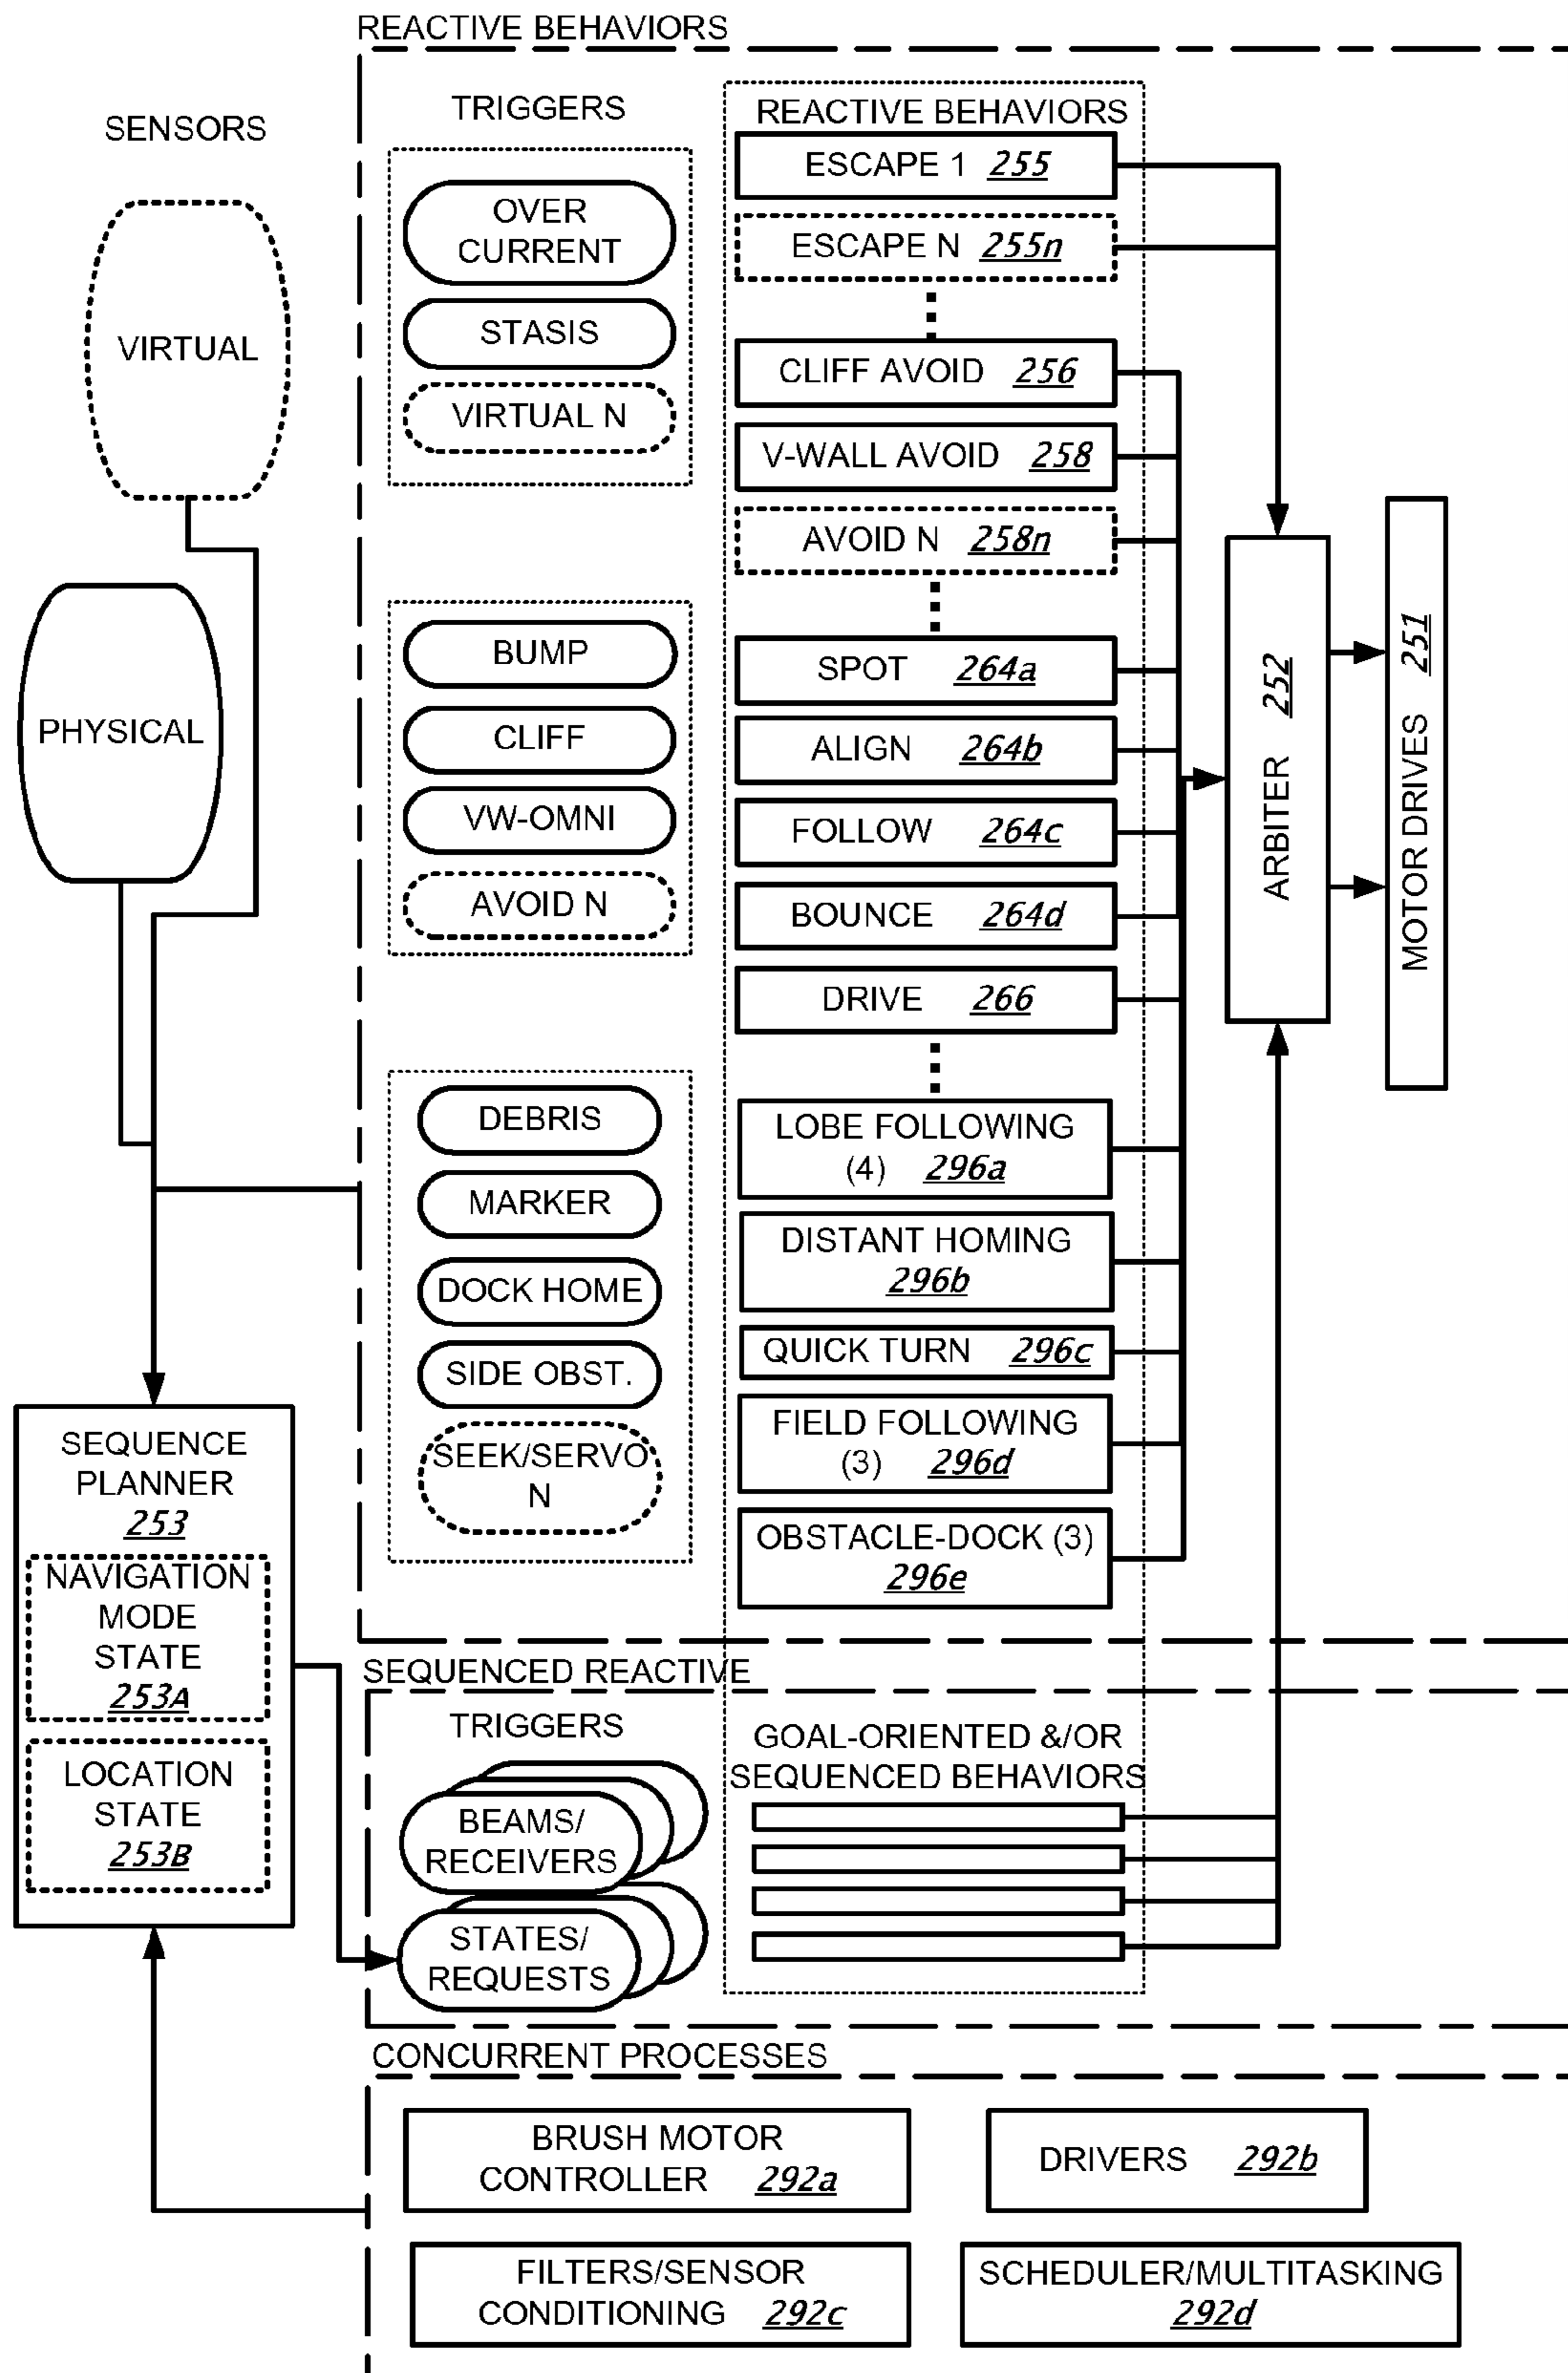 REACTIVE BEHAVIORS
SENSORS
VIRTUAL
PHYSICAL
TRIGGERS
OVER
CURRENT
STASIS
VIRTUAL N
BUMP
CLIFF
VW-OMNI
AVOID N
DEBRIS
MARKER
DOCK HOME
SIDE OBST.
SEEK/SERVO
N
REACTIVE BEHAVIORS
ESCAPE 1 255
ESCAPE N 255n
CLIFF AVOID 256
V-WALL AVOID 258
AVOID N 258n
SPOT 264a
ALIGN 264b
FOLLOW 264c
BOUNCE 264d
DRIVE 266
LOBE FOLLOWING
(4) 296a
DISTANT HOMING
296b
QUICK TURN 296c
FIELD FOLLOWING
(3) 296d
OBSTACLE-DOCK (3)
296e
ARBITER 252
MOTOR DRIVES 251
SEQUENCE
PLANNER
253
NAVIGATION
MODE
STATE
253A
LOCATION
STATE
253B
SEQUENCED REACTIVE
TRIGGERS
BEAMS/
RECEIVERS
STATES/
REQUESTS
GOAL-ORIENTED &/OR
SEQUENCED BEHAVIORS
CONCURRENT PROCESSES
BRUSH MOTOR
CONTROLLER 292a
DRIVERS 292b
FILTERS/SENSOR
CONDITIONING 292c
SCHEDULER/MULTITASKING
292d